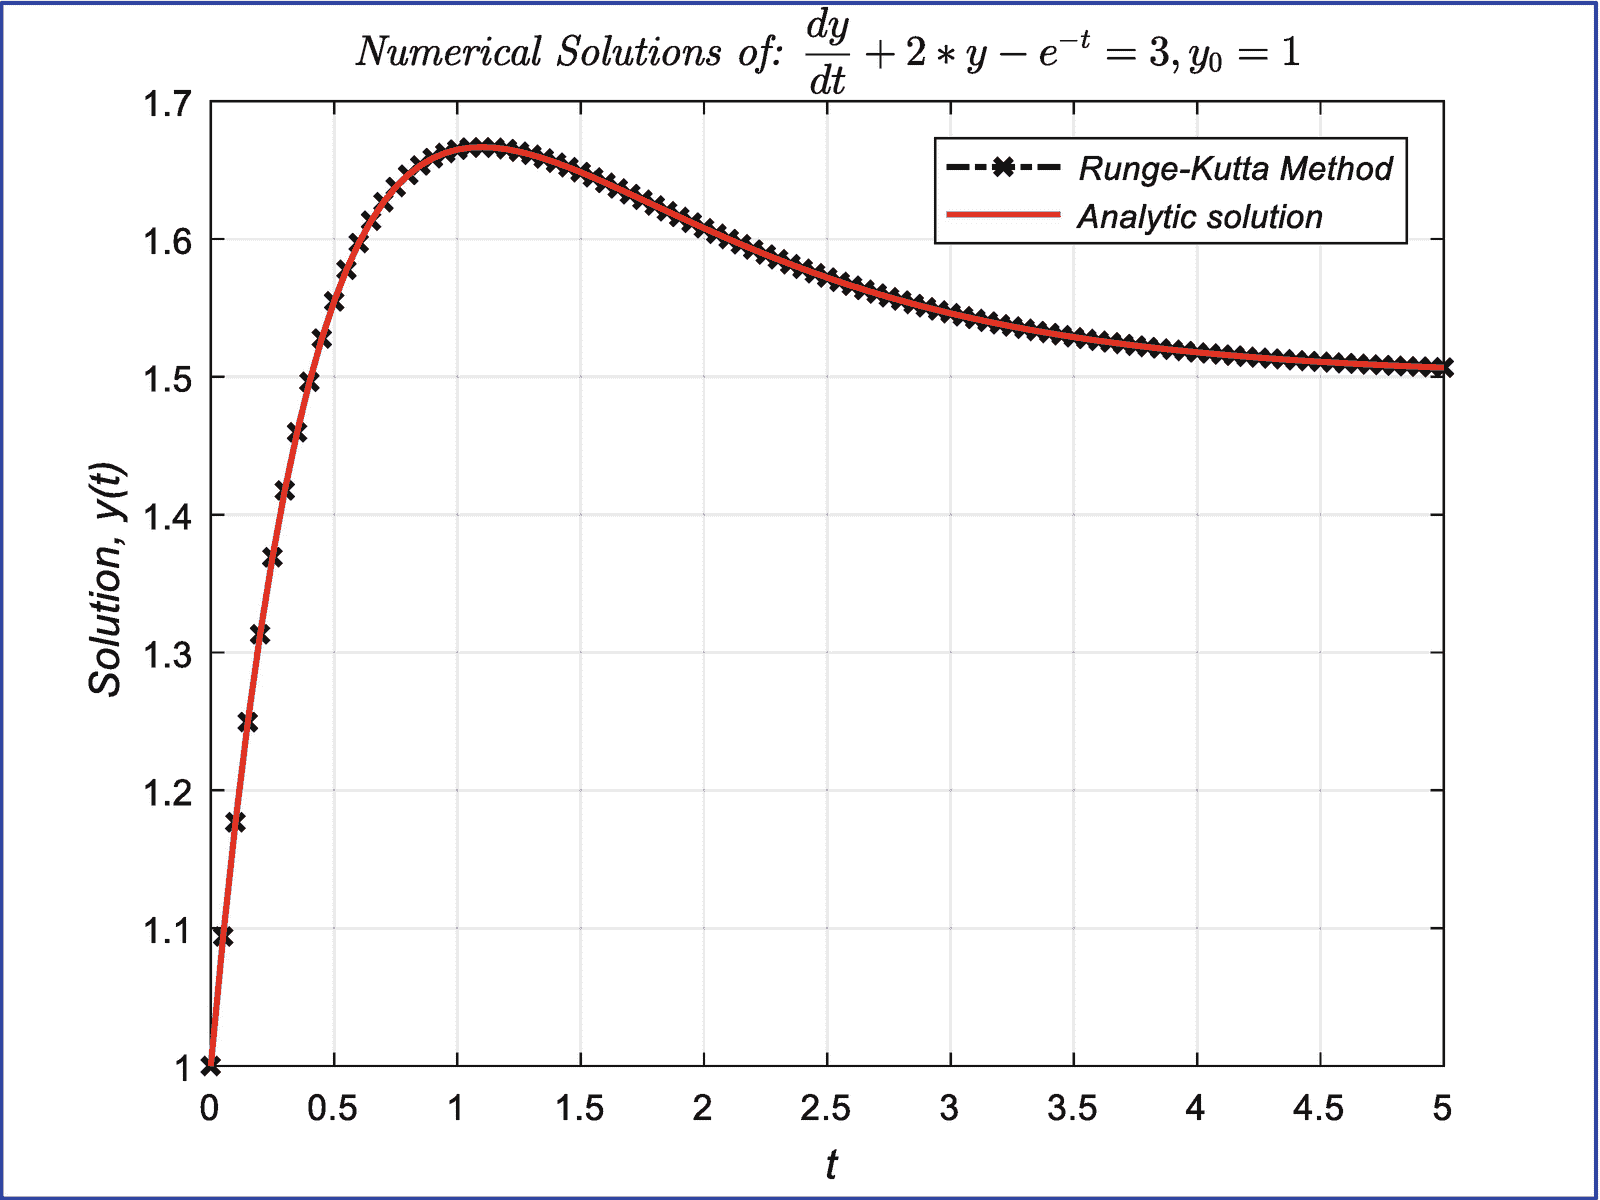 Numerical Solutions of: \frac{dy}{dt} + 2 * y − e^{−t} = 3, y_0 = 1
1.7
1.6
1.5
1.4
1.3
1.2
1.1
1
Solution, y(t)
Runge-Kutta Method
Analytic solution
0 0.5 1 1.5 2 2.5 3 3.5 4 4.5 5
t